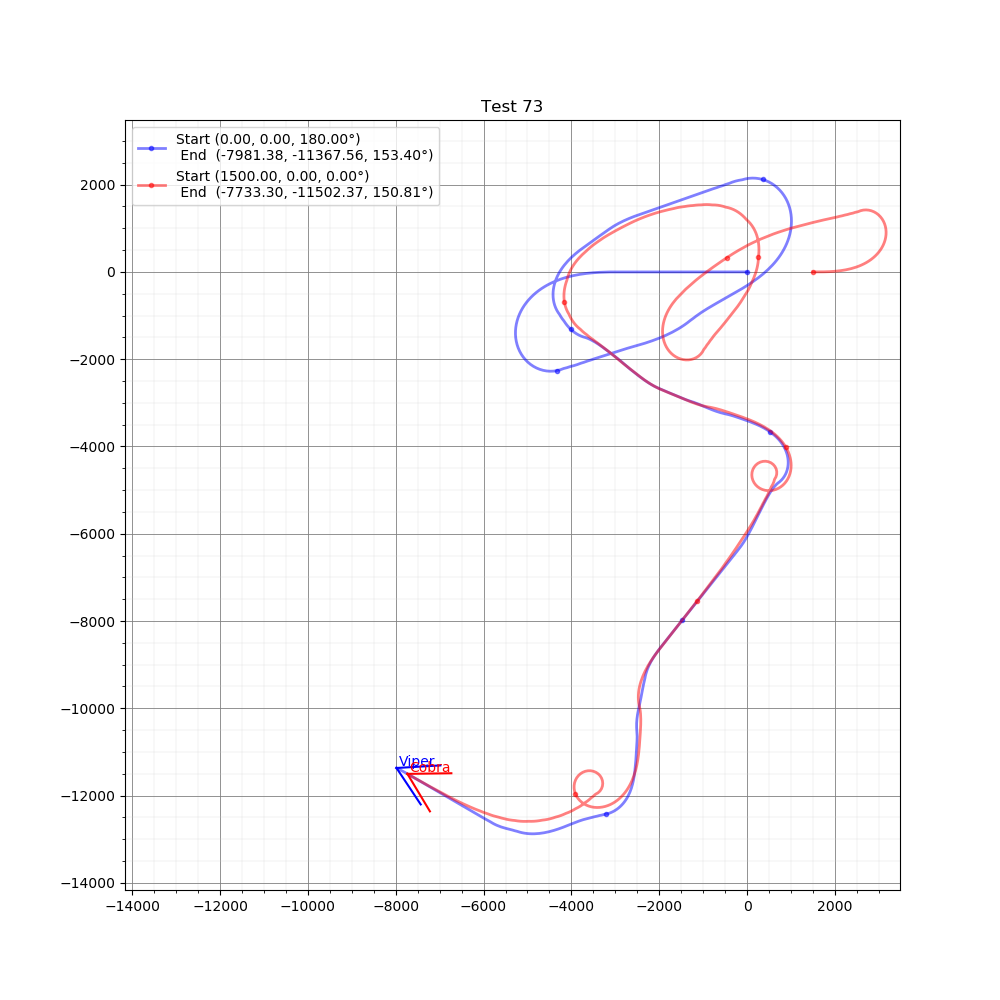 Test 73
Start (0.00, 0.00, 180.00°)
End  (-7981.38, -11367.56, 153.40°)
Start (1500.00, 0.00, 0.00°)
End  (-7733.30, -11502.37, 150.81°)
2000
0
−2000
−4000
−6000
−8000
−10000
−12000
−14000
Viper
Cobra
−14000 −12000 −10000 −8000 −6000 −4000 −2000 0 2000